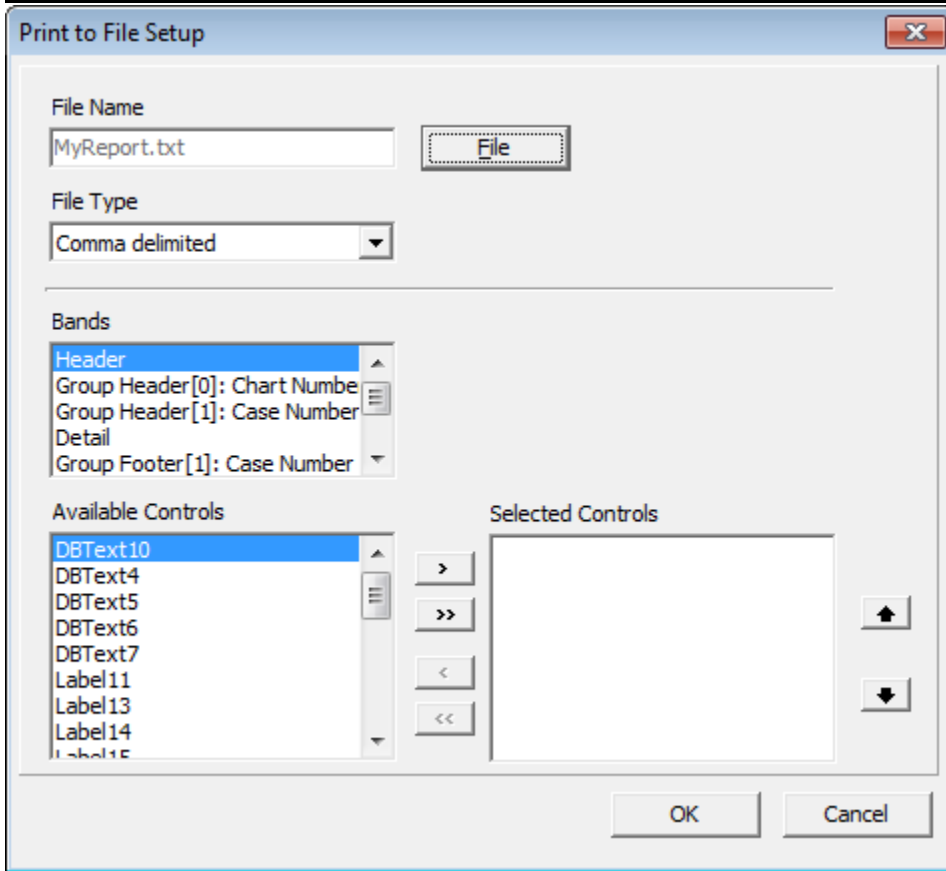 Print to File Setup
File Name
MyReport.txt
File
File Type
Comma delimited
Bands
Header
Group Header[0]: Chart Numbe
Group Header[1]: Case Number
Detail
Group Footer[1]: Case Number
Available Controls
Selected Controls
DBText10
DBText4
DBText5
DBText6
DBText7
Label11
Label13
Label14
Label15
>
>>
<
<<
OK
Cancel